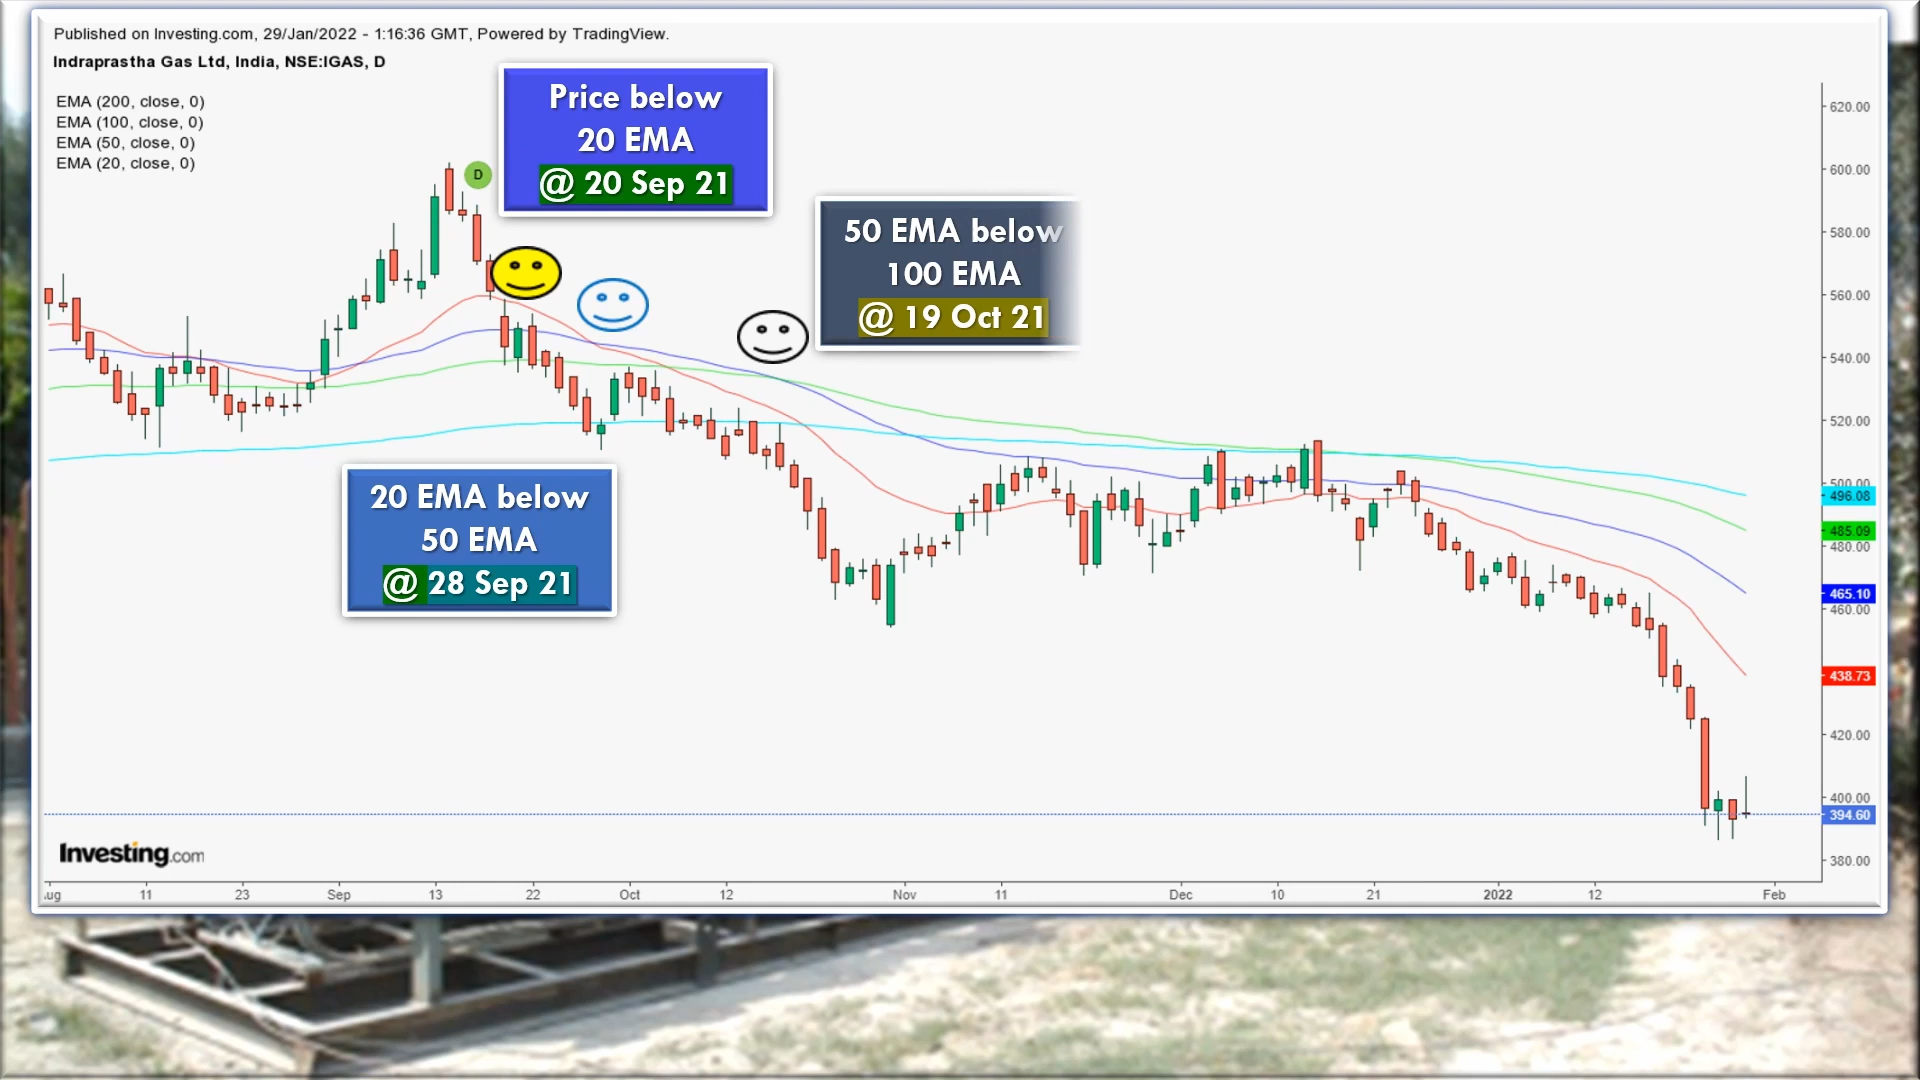 Published on Investing.com, 29/Jan/2022 - 1:16:36 GMT, Powered by TradingView.
Indraprastha Gas Ltd, India, NSE:IGAS, D
EMA (200, close, 0)
EMA (100, close, 0)
EMA (50, close, 0)
EMA (20, close, 0)
D
Price below
20 EMA
@ 20 Sep 21
50 EMA below
100 EMA
@ 19 Oct 21
20 EMA below
50 EMA
@ 28 Sep 21
620.00
600.00
580.00
560.00
540.00
520.00
500.00
496.08
485.09
480.00
465.10
460.00
438.73
420.00
400.00
394.60
380.00
Investing.com
ug 11 23 Sep 13 22 Oct 12 Nov 11 Dec 10 21 2022 12 Feb